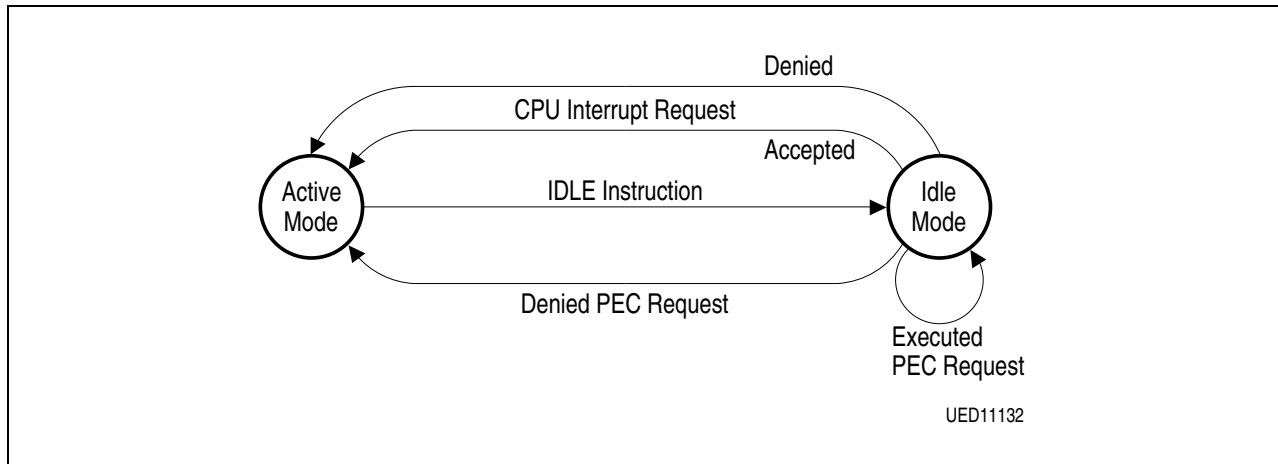 Denied
CPU Interrupt Request
Accepted
Active
Mode
IDLE Instruction
Idle
Mode
Denied PEC Request
Executed
PEC Request
UED11132